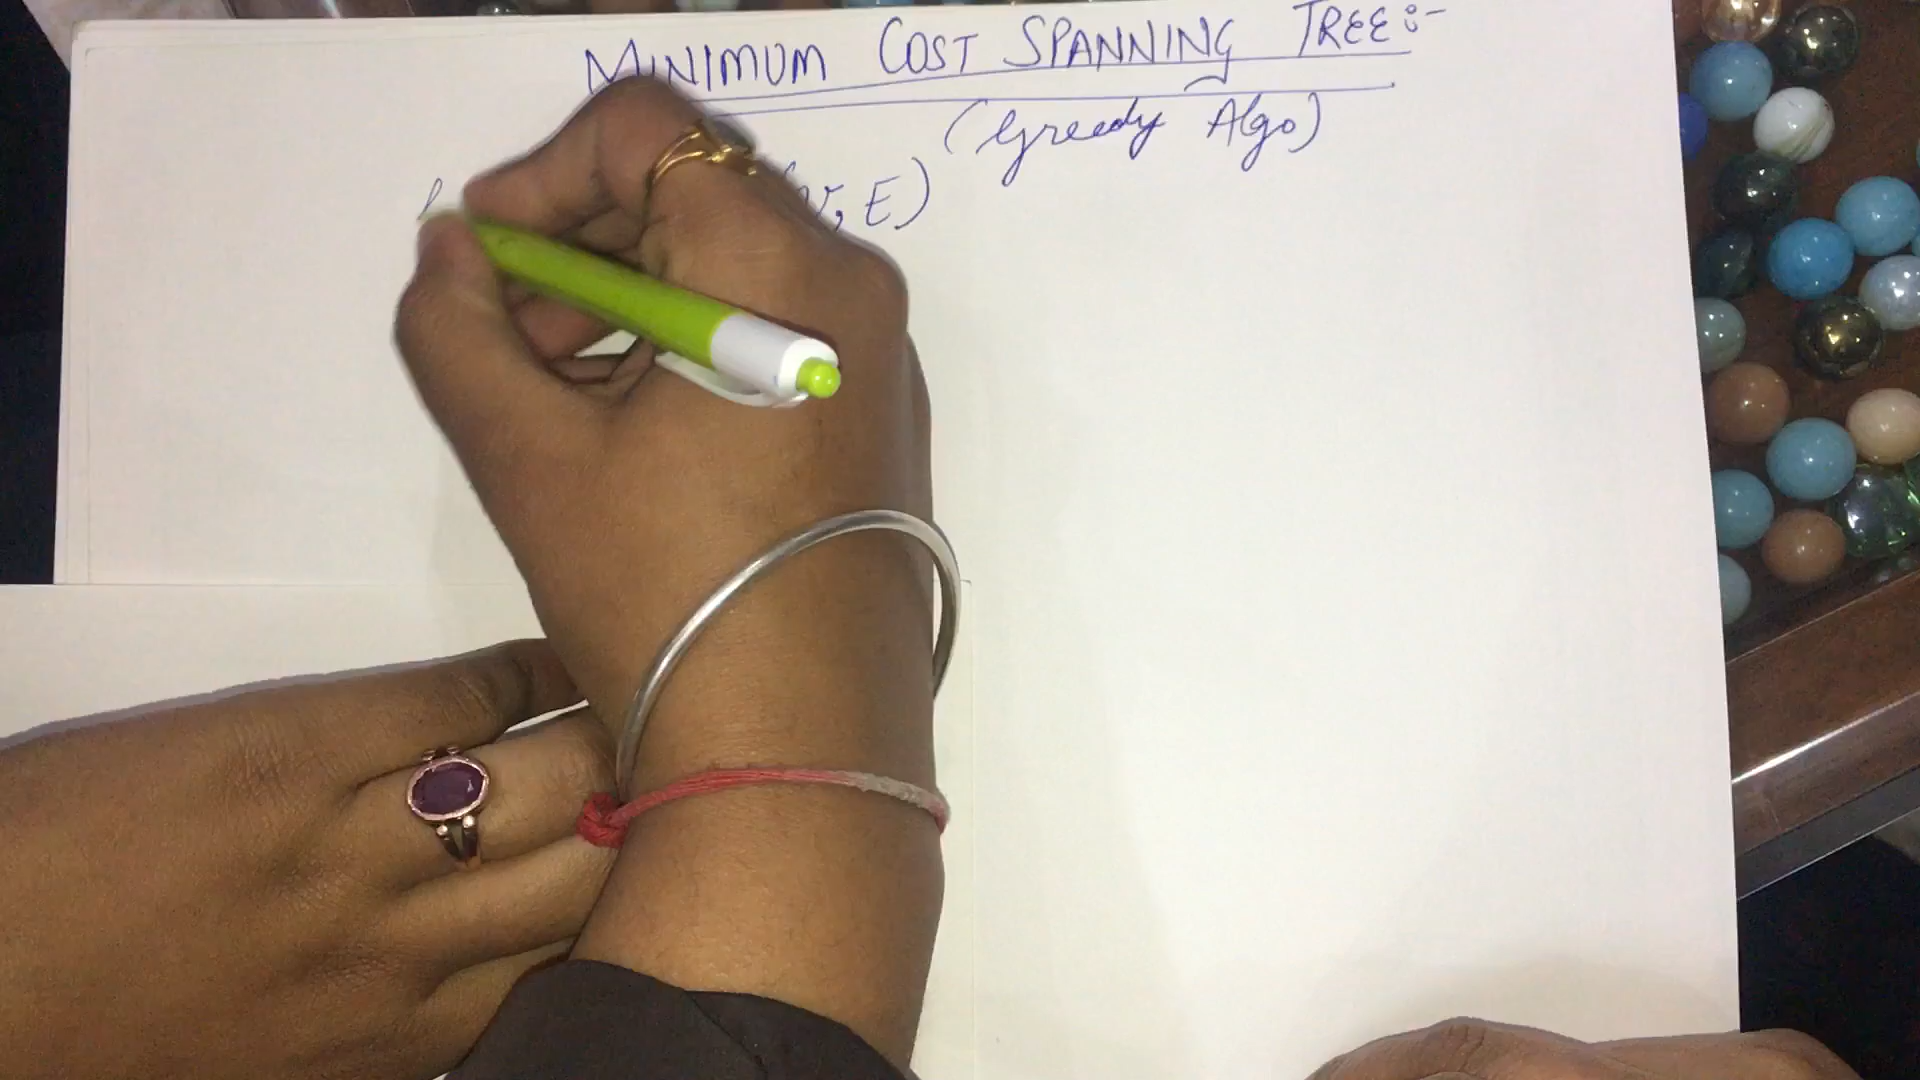 MINIMUM COST SPANNING TREE:-
(Greedy Algo)
(V, E)